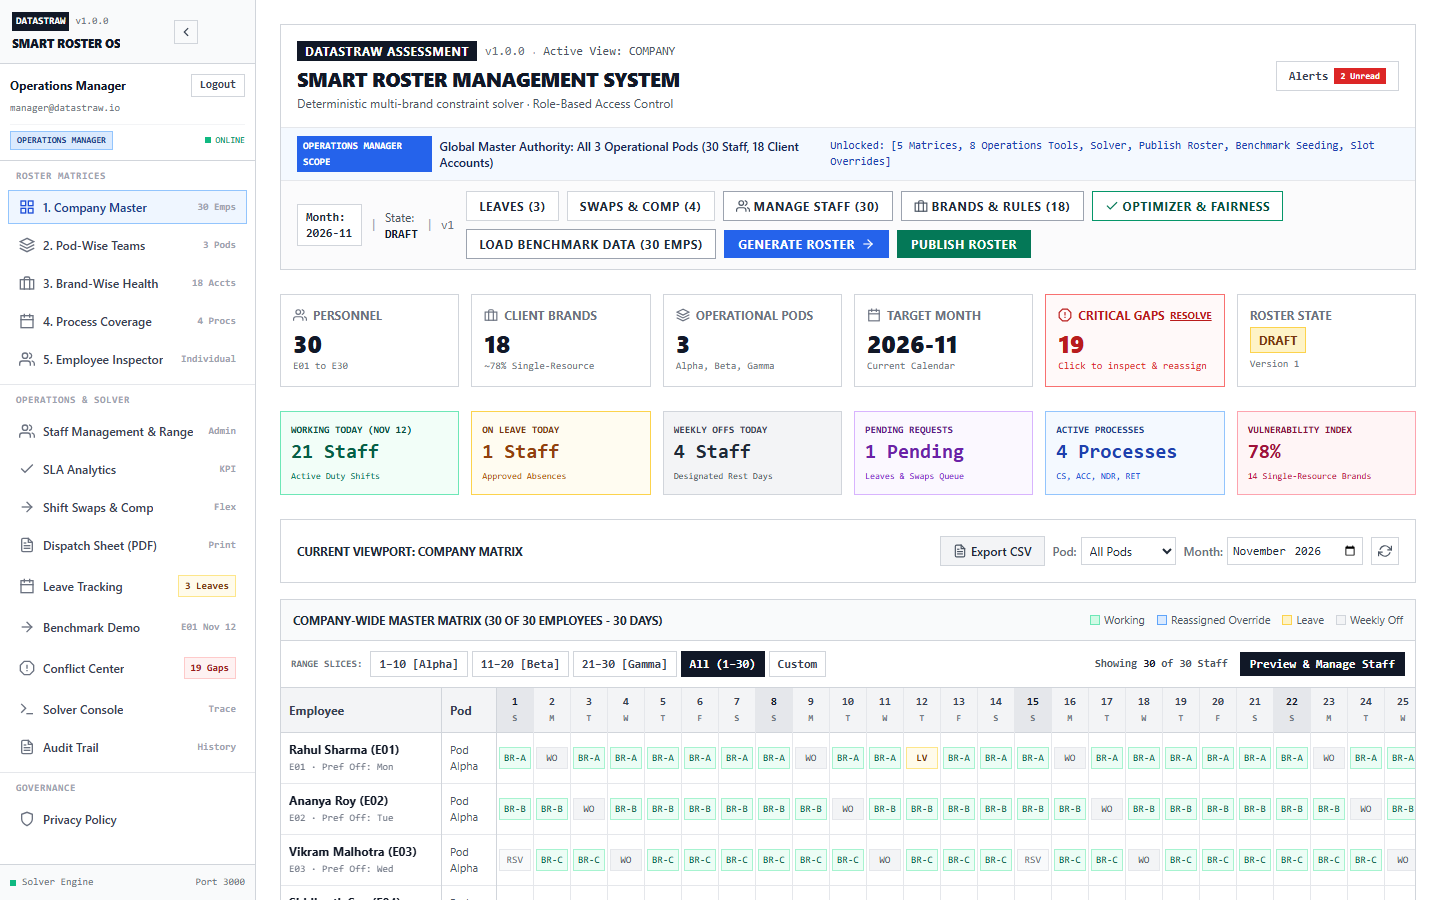 DATASTRAW v1.0.0
SMART ROSTER OS
Operations Manager
Logout
manager@datastraw.io
OPERATIONS MANAGER
ONLINE
ROSTER MATRICES
1. Company Master 30 Emps
2. Pod-Wise Teams 3 Pods
3. Brand-Wise Health 18 Accts
4. Process Coverage 4 Procs
5. Employee Inspector Individual
OPERATIONS & SOLVER
Staff Management & Range Admin
SLA Analytics KPI
Shift Swaps & Comp Flex
Dispatch Sheet (PDF) Print
Leave Tracking 3 Leaves
Benchmark Demo E01 Nov 12
Conflict Center 19 Gaps
Solver Console Trace
Audit Trail History
GOVERNANCE
Privacy Policy
Solver Engine Port 3000
DATASTRAW ASSESSMENT v1.0.0 · Active View: COMPANY
SMART ROSTER MANAGEMENT SYSTEM
Deterministic multi-brand constraint solver · Role-Based Access Control
Alerts 2 Unread
OPERATIONS MANAGER
SCOPE
Global Master Authority: All 3 Operational Pods (30 Staff, 18 Client
Accounts)
Unlocked: [5 Matrices, 8 Operations Tools, Solver, Publish Roster, Benchmark Seeding, Slot
Overrides]
Month:
2026-11
| State:
DRAFT
| v1
LEAVES (3) SWAPS & COMP (4) MANAGE STAFF (30) BRANDS & RULES (18) OPTIMIZER & FAIRNESS
LOAD BENCHMARK DATA (30 EMPS) GENERATE ROSTER PUBLISH ROSTER
PERSONNEL
30
E01 to E30
CLIENT BRANDS
18
~78% Single-Resource
OPERATIONAL PODS
3
Alpha, Beta, Gamma
TARGET MONTH
2026-11
Current Calendar
CRITICAL GAPS RESOLVE
19
Click to inspect & reassign
ROSTER STATE
DRAFT
Version 1
WORKING TODAY (NOV 12)
21 Staff
Active Duty Shifts
ON LEAVE TODAY
1 Staff
Approved Absences
WEEKLY OFFS TODAY
4 Staff
Designated Rest Days
PENDING REQUESTS
1 Pending
Leaves & Swaps Queue
ACTIVE PROCESSES
4 Processes
CS, ACC, NDR, RET
VULNERABILITY INDEX
78%
14 Single-Resource Brands
CURRENT VIEWPORT: COMPANY MATRIX
Export CSV Pod: All Pods Month: November 2026
COMPANY-WIDE MASTER MATRIX (30 OF 30 EMPLOYEES - 30 DAYS)
Working Reassigned Override Leave Weekly Off
RANGE SLICES: 1-10 [Alpha] 11-20 [Beta] 21-30 [Gamma] All (1-30) Custom
Showing 30 of 30 Staff Preview & Manage Staff
Employee Pod 1 2 3 4 5 6 7 8 9 10 11 12 13 14 15 16 17 18 19 20 21 22 23 24 25
S M T W T F S S M T W T F S S M T W T F S S M T W
Rahul Sharma (E01)
E01 · Pref Off: Mon
Pod
Alpha
BR-A WO BR-A BR-A BR-A BR-A BR-A BR-A WO BR-A BR-A LV BR-A BR-A BR-A WO BR-A BR-A BR-A BR-A BR-A BR-A WO BR-A BR-A
Ananya Roy (E02)
E02 · Pref Off: Tue
Pod
Alpha
BR-B BR-B WO BR-B BR-B BR-B BR-B BR-B BR-B WO BR-B BR-B BR-B BR-B BR-B BR-B WO BR-B BR-B BR-B BR-B BR-B BR-B WO BR-B
Vikram Malhotra (E03)
E03 · Pref Off: Wed
Pod
Alpha
RSV BR-C BR-C WO BR-C BR-C BR-C BR-C BR-C BR-C WO BR-C BR-C BR-C RSV BR-C BR-C WO BR-C BR-C BR-C BR-C BR-C BR-C WO